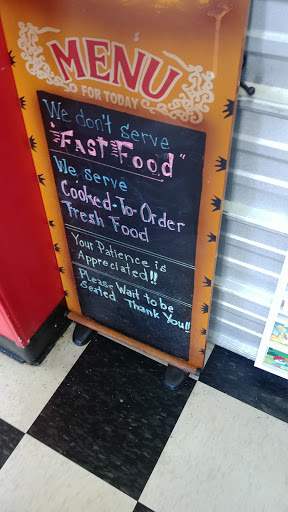 MENU
FOR TODAY
We don't serve
"FAST FOOD"
We serve
Cooked-To-Order
Fresh Food
Your Patience is
Appreciated!!
Please Wait to be
Seated Thank You!!